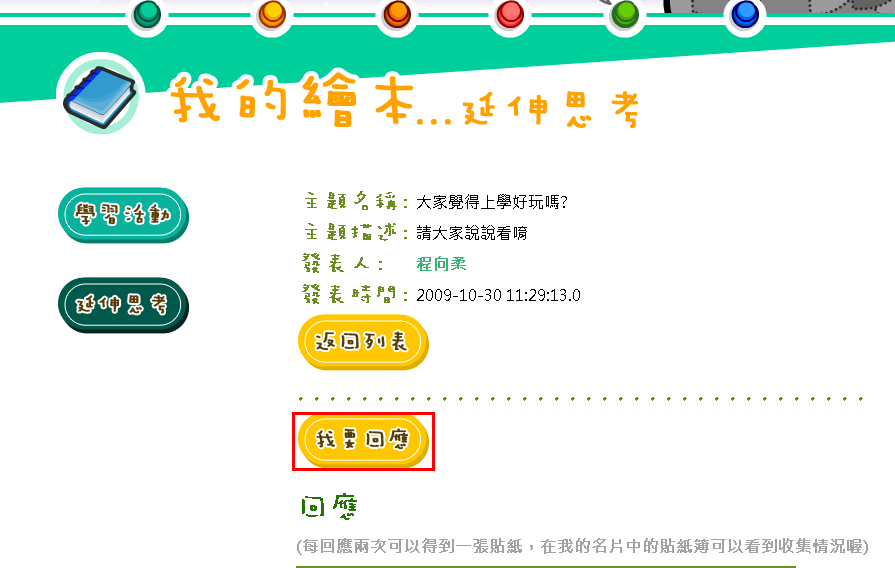 我的繪本...延伸思考
學習活動
延伸思考
主題名稱：大家覺得上學好玩嗎?
主題描述：請大家說說看唷
發表人： 程向柔
發表時間：2009-10-30 11:29:13.0
返回列表
我要回應
回應
(每回應兩次可以得到一張貼紙，在我的名片中的貼紙簿可以看到收集情況喔)